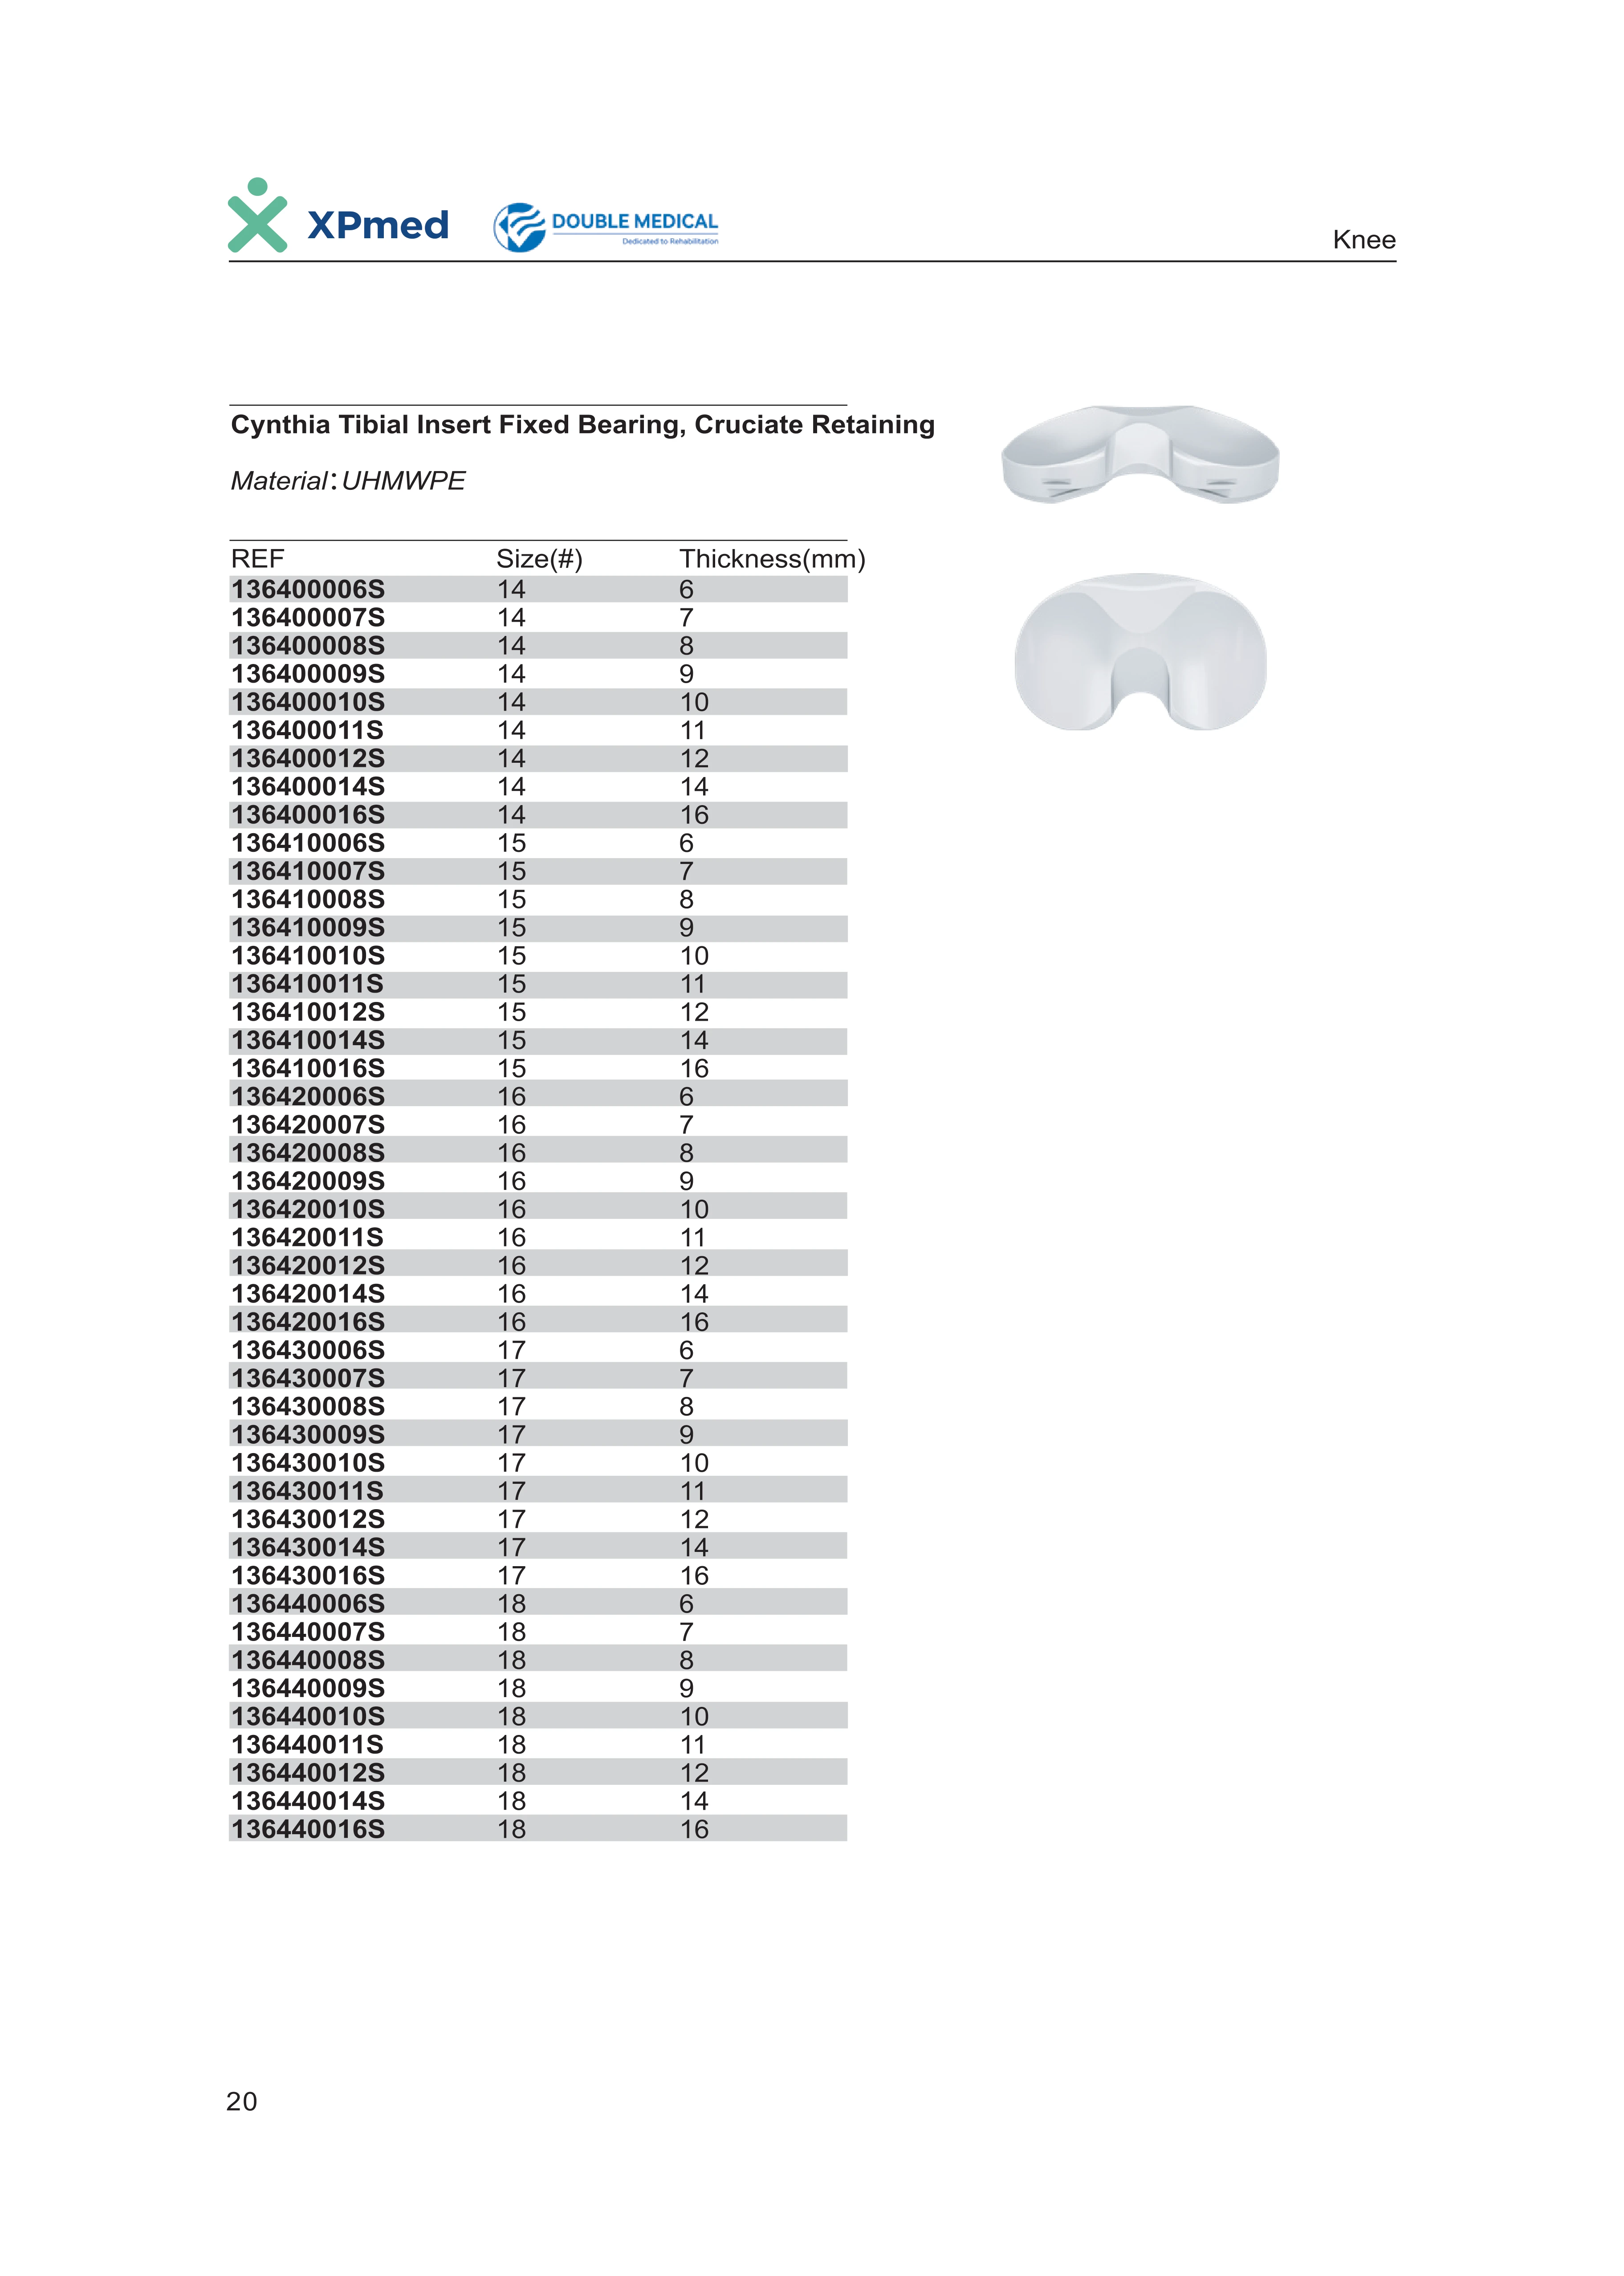 XPmed
DOUBLE MEDICAL
Dedicated to Rehabilitation
Knee
Cynthia Tibial Insert Fixed Bearing, Cruciate Retaining
Material: UHMWPE
REF Size(#) Thickness(mm)
136400006S 14 6
136400007S 14 7
136400008S 14 8
136400009S 14 9
136400010S 14 10
136400011S 14 11
136400012S 14 12
136400014S 14 14
136400016S 14 16
136410006S 15 6
136410007S 15 7
136410008S 15 8
136410009S 15 9
136410010S 15 10
136410011S 15 11
136410012S 15 12
136410014S 15 14
136410016S 15 16
136420006S 16 6
136420007S 16 7
136420008S 16 8
136420009S 16 9
136420010S 16 10
136420011S 16 11
136420012S 16 12
136420014S 16 14
136420016S 16 16
136430006S 17 6
136430007S 17 7
136430008S 17 8
136430009S 17 9
136430010S 17 10
136430011S 17 11
136430012S 17 12
136430014S 17 14
136430016S 17 16
136440006S 18 6
136440007S 18 7
136440008S 18 8
136440009S 18 9
136440010S 18 10
136440011S 18 11
136440012S 18 12
136440014S 18 14
136440016S 18 16
20